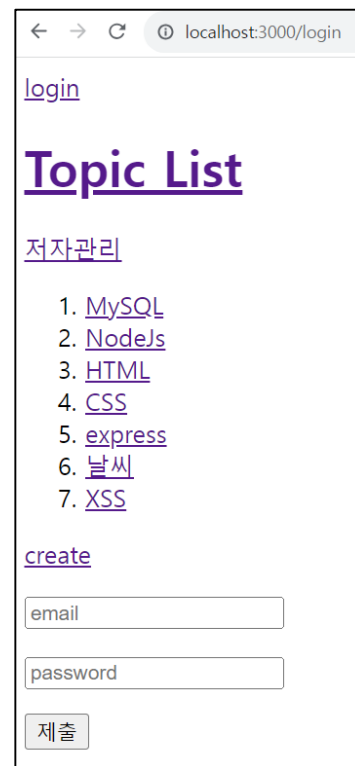 localhost:3000/login
login
Topic List
저자관리
1. MySQL
2. NodeJs
3. HTML
4. CSS
5. express
6. 날씨
7. XSS
create
email
password
제출